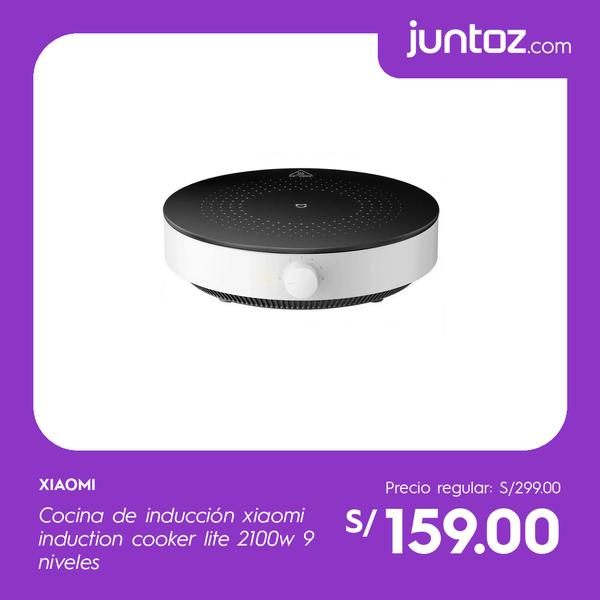 juntoz.com
XIAOMI
Cocina de inducción xiaomi
induction cooker lite 2100w 9
niveles
Precio regular: S/299.00
S/159.00